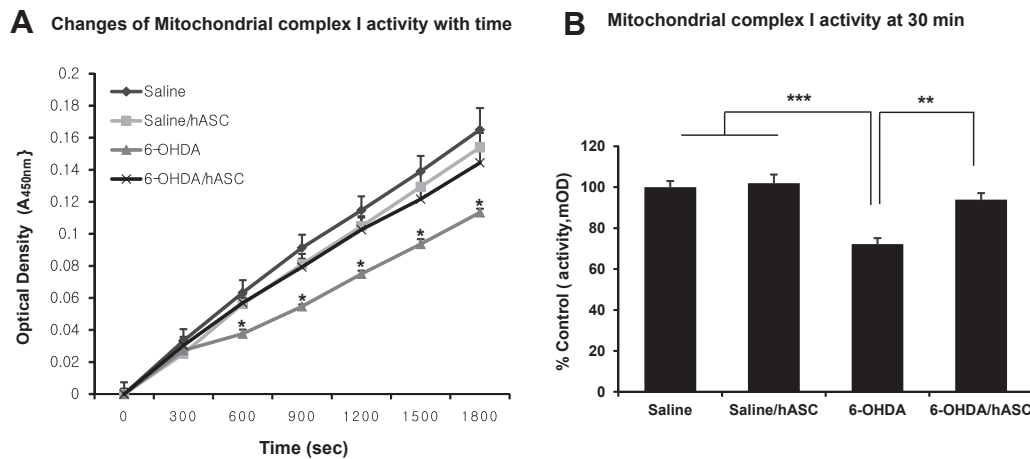 A Changes of Mitochondrial complex I activity with time
0.2
0.18
0.16
0.14
0.12
0.1
0.08
0.06
0.04
0.02
0
Optical Density (A450nm}
Saline
Saline/hASC
6-OHDA
6-OHDA/hASC
*
*
*
*
*
0 300 600 900 1200 1500 1800
Time (sec)
B Mitochondrial complex I activity at 30 min
*** **
120
100
80
60
40
20
0
% Control ( activity,mOD)
Saline Saline/hASC 6-OHDA 6-OHDA/hASC